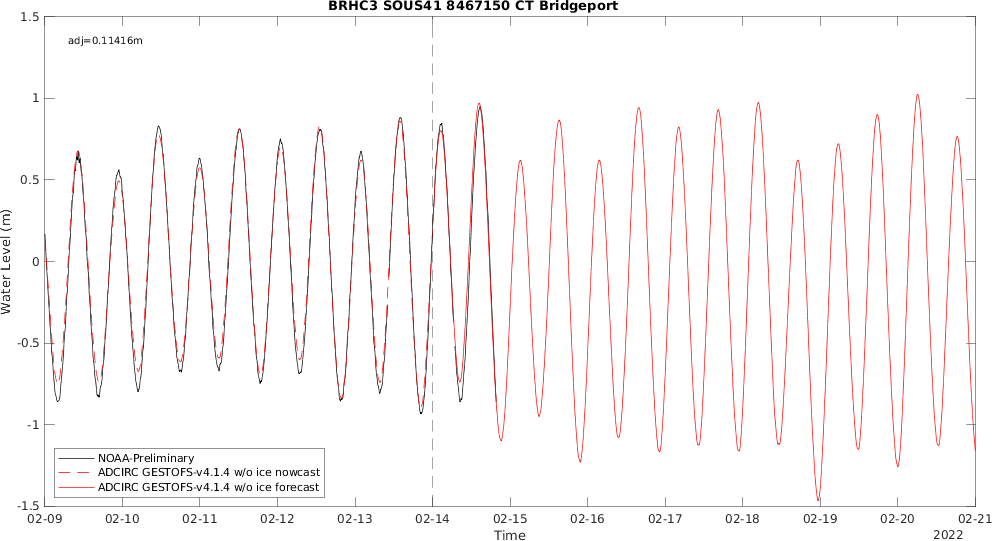 BRHC3 SOUS41 8467150 CT Bridgeport
adj=0.11416m
1.5
1
0.5
0
-0.5
-1
-1.5
Water Level (m)
NOAA-Preliminary
ADCIRC GESTOFS-v4.1.4 w/o ice nowcast
ADCIRC GESTOFS-v4.1.4 w/o ice forecast
02-09 02-10 02-11 02-12 02-13 02-14 02-15 02-16 02-17 02-18 02-19 02-20 02-21
Time
2022